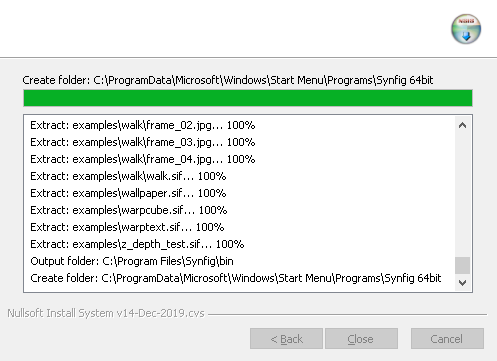 Create folder: C:\ProgramData\Microsoft\Windows\Start Menu\Programs\Synfig 64bit
Extract: examples\walk\frame_02.jpg... 100%
Extract: examples\walk\frame_03.jpg... 100%
Extract: examples\walk\frame_04.jpg... 100%
Extract: examples\walk\walk.sif... 100%
Extract: examples\wallpaper.sif... 100%
Extract: examples\warpcube.sif... 100%
Extract: examples\warptext.sif... 100%
Extract: examples\z_depth_test.sif... 100%
Output folder: C:\Program Files\Synfig\bin
Create folder: C:\ProgramData\Microsoft\Windows\Start Menu\Programs\Synfig 64bit
Nullsoft Install System v14-Dec-2019.cvs
< Back
Close
Cancel